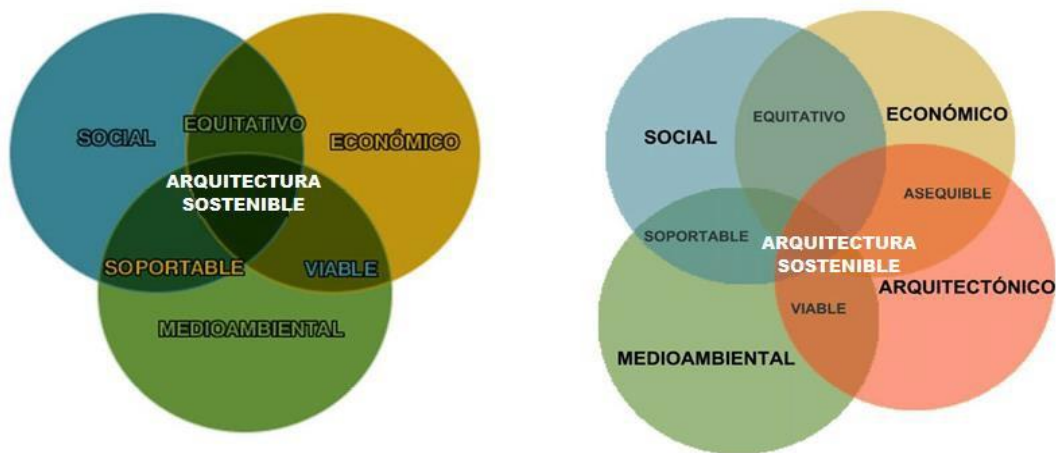 EQUITATIVO
SOCIAL
ECONÓMICO
ARQUITECTURA
SOSTENIBLE
SOPORTABLE
VIABLE
MEDIOAMBIENTAL
EQUITATIVO
ECONÓMICO
SOCIAL
ASEQUIBLE
SOPORTABLE
ARQUITECTURA
SOSTENIBLE
ARQUITECTÓNICO
VIABLE
MEDIOAMBIENTAL